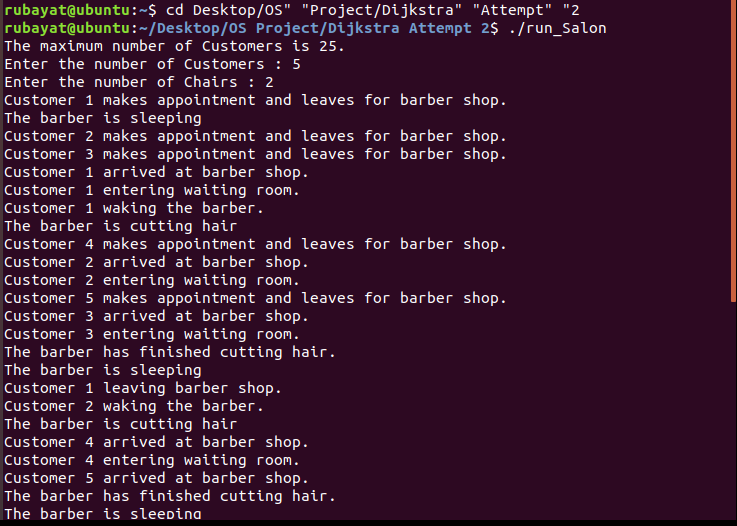 rubayat@ubuntu:~$ cd Desktop/OS" "Project/Dijkstra" "Attempt" "2
rubayat@ubuntu:~/Desktop/OS Project/Dijkstra Attempt 2$ ./run_Salon
The maximum number of Customers is 25.
Enter the number of Customers : 5
Enter the number of Chairs : 2
Customer 1 makes appointment and leaves for barber shop.
The barber is sleeping
Customer 2 makes appointment and leaves for barber shop.
Customer 3 makes appointment and leaves for barber shop.
Customer 1 arrived at barber shop.
Customer 1 entering waiting room.
Customer 1 waking the barber.
The barber is cutting hair
Customer 4 makes appointment and leaves for barber shop.
Customer 2 arrived at barber shop.
Customer 2 entering waiting room.
Customer 5 makes appointment and leaves for barber shop.
Customer 3 arrived at barber shop.
Customer 3 entering waiting room.
The barber has finished cutting hair.
The barber is sleeping
Customer 1 leaving barber shop.
Customer 2 waking the barber.
The barber is cutting hair
Customer 4 arrived at barber shop.
Customer 4 entering waiting room.
Customer 5 arrived at barber shop.
The barber has finished cutting hair.
The barber is sleeping